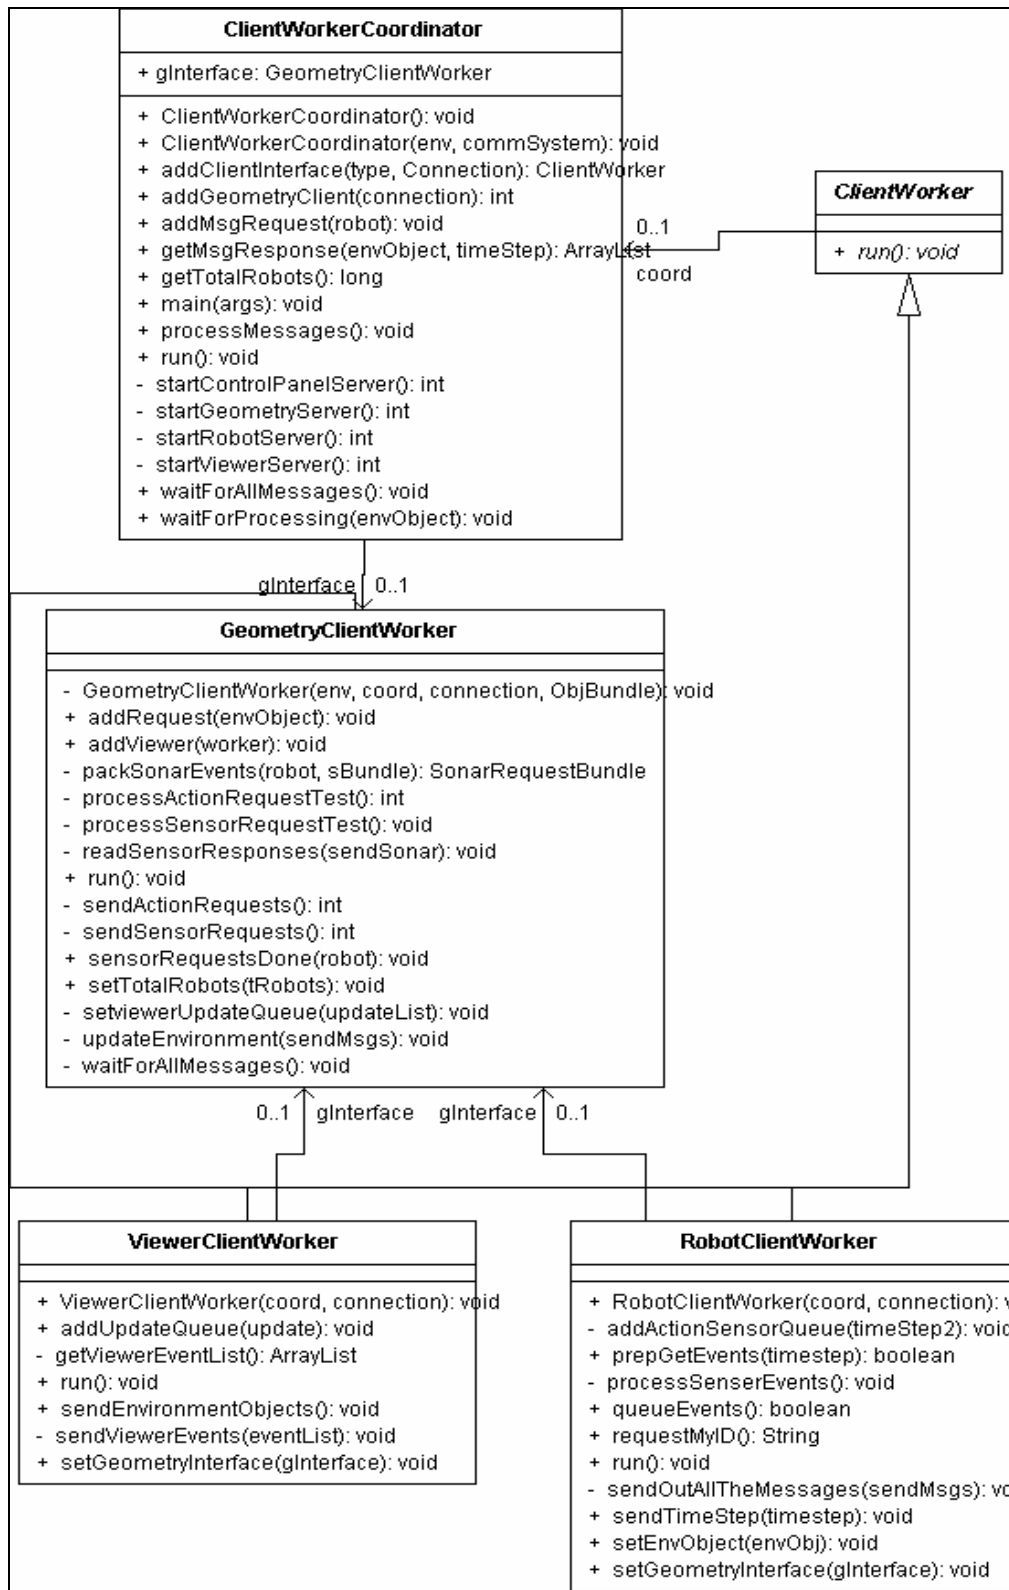 ClientWorkerCoordinator
+ gInterface: GeometryClientWorker
+ ClientWorkerCoordinator(): void
+ ClientWorkerCoordinator(env, commSystem): void
+ addClientInterface(type, Connection): ClientWorker
+ addGeometryClient(connection): int
+ addMsgRequest(robot): void
+ getMsgResponse(envObject, timeStep): ArrayList
+ getTotalRobots(): long
+ main(args): void
+ processMessages(): void
+ run(): void
- startControlPanelServer(): int
- startGeometryServer(): int
- startRobotServer(): int
- startViewerServer(): int
+ waitForAllMessages(): void
+ waitForProcessing(envObject): void
ClientWorker
+ run(): void
0..1
coord
gInterface 0..1
GeometryClientWorker
- GeometryClientWorker(env, coord, connection, ObjBundle): void
+ addRequest(envObject): void
+ addViewer(worker): void
- packSonarEvents(robot, sBundle): SonarRequestBundle
- processActionRequestTest(): int
- processSensorRequestTest(): void
- readSensorResponses(sendSonar): void
+ run(): void
- sendActionRequests(): int
- sendSensorRequests(): int
+ sensorRequestsDone(robot): void
+ setTotalRobots(tRobots): void
- setviewerUpdateQueue(updateList): void
- updateEnvironment(sendMsgs): void
- waitForAllMessages(): void
0..1 gInterface
gInterface 0..1
ViewerClientWorker
+ ViewerClientWorker(coord, connection): void
+ addUpdateQueue(update): void
- getViewerEventList(): ArrayList
+ run(): void
+ sendEnvironmentObjects(): void
- sendViewerEvents(eventList): void
+ setGeometryInterface(gInterface): void
RobotClientWorker
+ RobotClientWorker(coord, connection): v
- addActionSensorQueue(timeStep2): void
+ prepGetEvents(timestep): boolean
- processSenserEvents(): void
+ queueEvents(): boolean
+ requestMyID(): String
+ run(): void
- sendOutAllTheMessages(sendMsgs): vo
+ sendTimeStep(timestep): void
+ setEnvObject(envObj): void
+ setGeometryInterface(gInterface): void